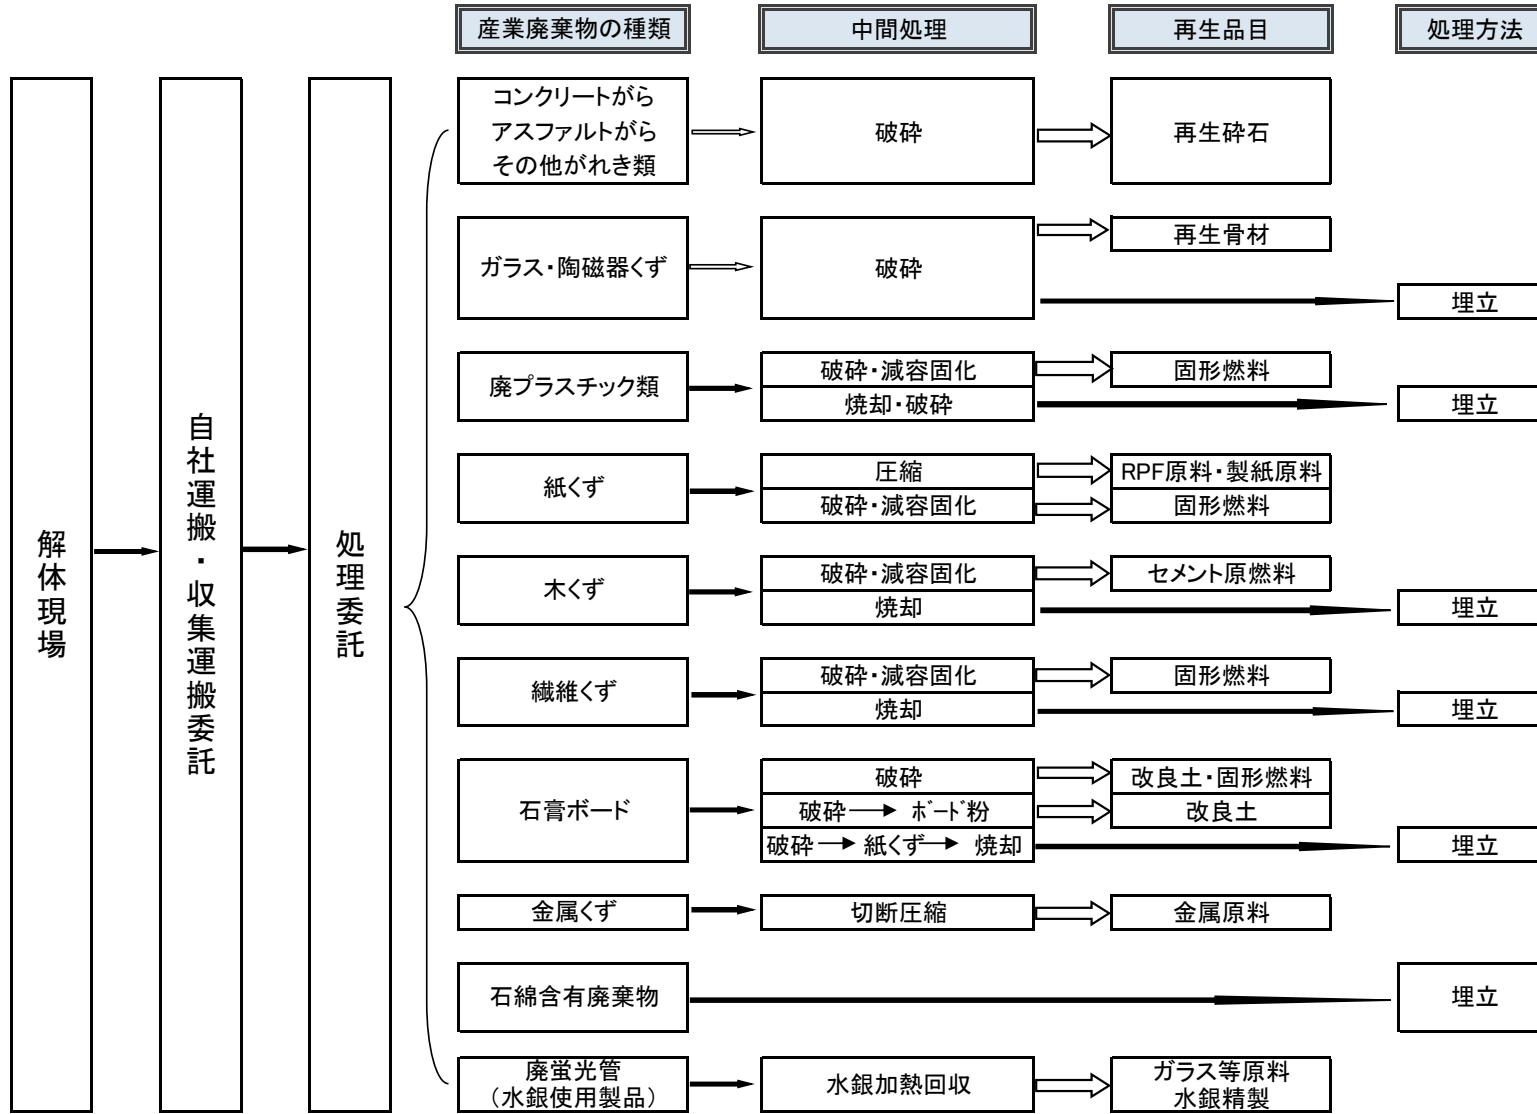 産業廃棄物の種類
中間処理
再生品目
処理方法
解体現場
自社運搬・収集運搬委託
処理委託
コンクリートがら
アスファルトがら
その他がれき類
破砕
再生砕石
ガラス・陶磁器くず
破砕
再生骨材
埋立
廃プラスチック類
破砕・減容固化
固形燃料
焼却・破砕
埋立
紙くず
圧縮
RPF原料・製紙原料
破砕・減容固化
固形燃料
木くず
破砕・減容固化
セメント原燃料
焼却
埋立
繊維くず
破砕・減容固化
固形燃料
焼却
埋立
石膏ボード
破砕
改良土・固形燃料
破砕 ボード粉
改良土
破砕 紙くず 焼却
埋立
金属くず
切断圧縮
金属原料
石綿含有廃棄物
埋立
廃蛍光管
（水銀使用製品）
水銀加熱回収
ガラス等原料
水銀精製